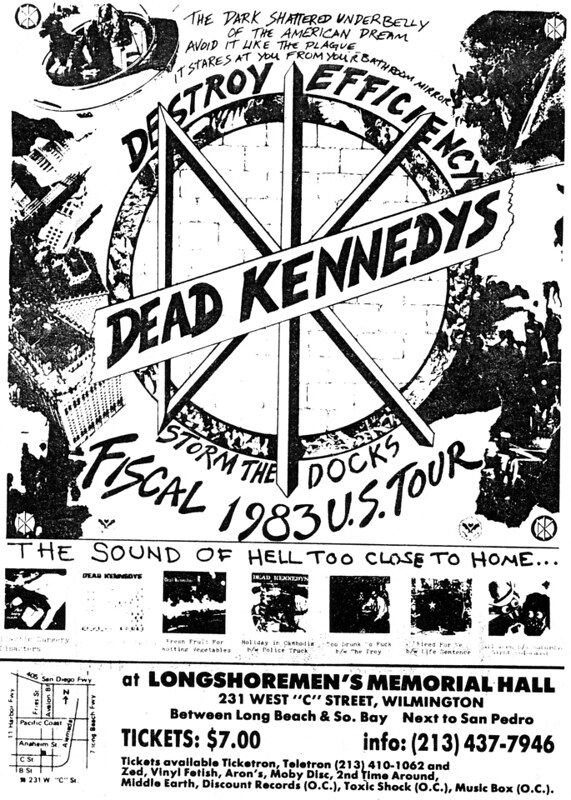 THE DARK SHATTERED UNDERBELLY
OF THE AMERICAN DREAM
AVOID IT LIKE THE PLAGUE
IT STARES AT YOU FROM YOUR BATHROOM MIRROR
DESTROY EFFICIENCY
DEAD KENNEDYS
STORM THE DOCKS
FISCAL 1983 U.S. TOUR
THE SOUND OF HELL TOO CLOSE TO HOME...
DEAD KENNEDYS
DEAD KENNEDYS
Fresh Fruit For
Rotting Vegetables
Holiday in Cambodia
b/w Police Truck
Too Drunk To Fuck
b/w The Prey
b/w Life Sentence
405 San Diego Fwy
11 Harbor Fwy
Fries St.
Avalon Bl
N
Alameda
7 Long Beach Fwy
Pacific Coast
Anaheim St
C St
B St
231 W "C" St.
at LONGSHOREMEN'S MEMORIAL HALL
231 WEST "C" STREET, WILMINGTON
Between Long Beach & So. Bay Next to San Pedro
TICKETS: $7.00 info: (213) 437-7946
Tickets available Ticketron, Teletron (213) 410-1062 and
Zed, Vinyl Fetish, Aron's, Moby Disc, 2nd Time Around,
Middle Earth, Discount Records (O.C.), Toxic Shock (O.C.), Music Box (O.C.).